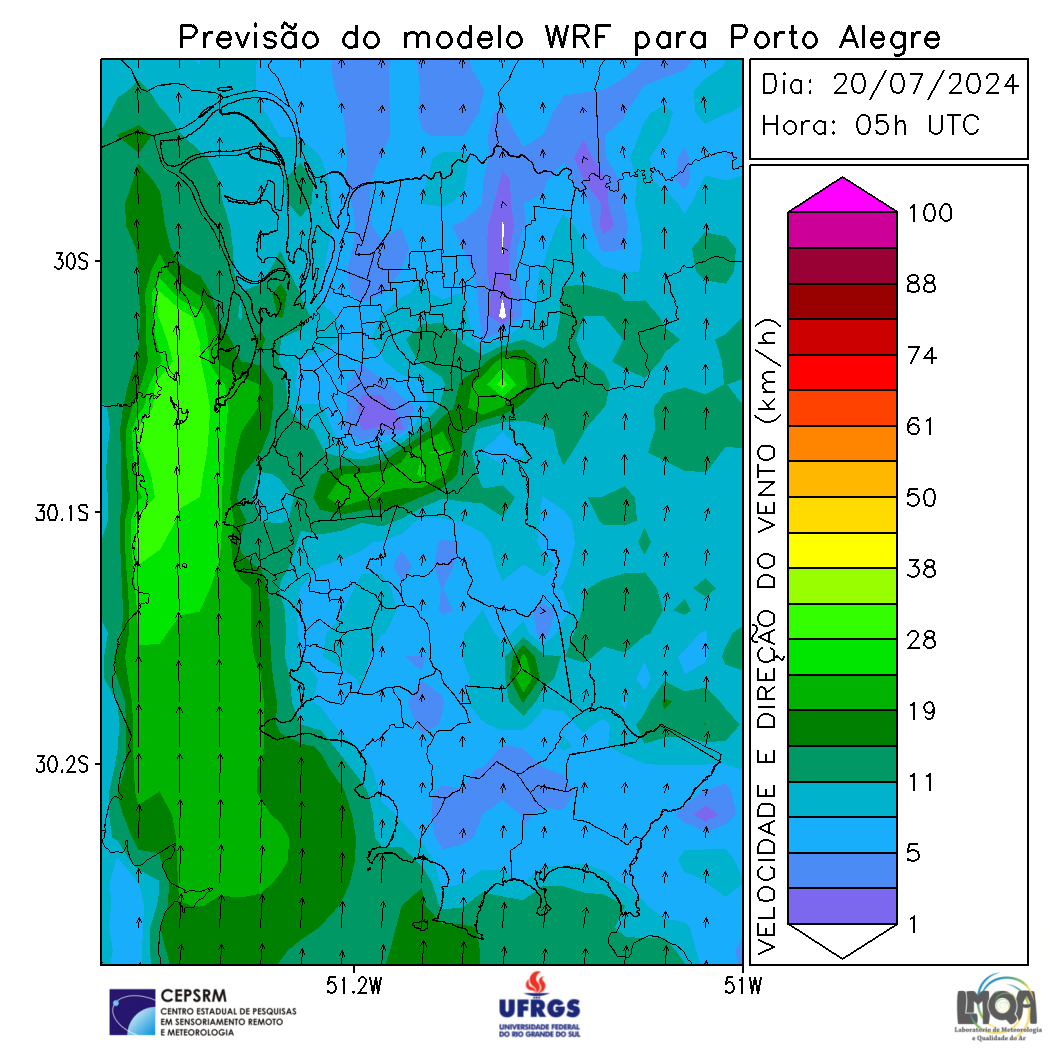 Previsão do modelo WRF para Porto Alegre
Dia: 20/07/2024
Hora: 05h UTC
30S
30.1S
30.2S
51.2W
51W
VELOCIDADE E DIREÇÃO DO VENTO (km/h)
100
88
74
61
50
38
28
19
11
5
1
CEPSRM
CENTRO ESTADUAL DE PESQUISAS
EM SENSORIAMENTO REMOTO
E METEOROLOGIA
UFRGS
UNIVERSIDADE FEDERAL
DO RIO GRANDE DO SUL
LMQA
Laboratório de Meteorologia
e Qualidade do Ar